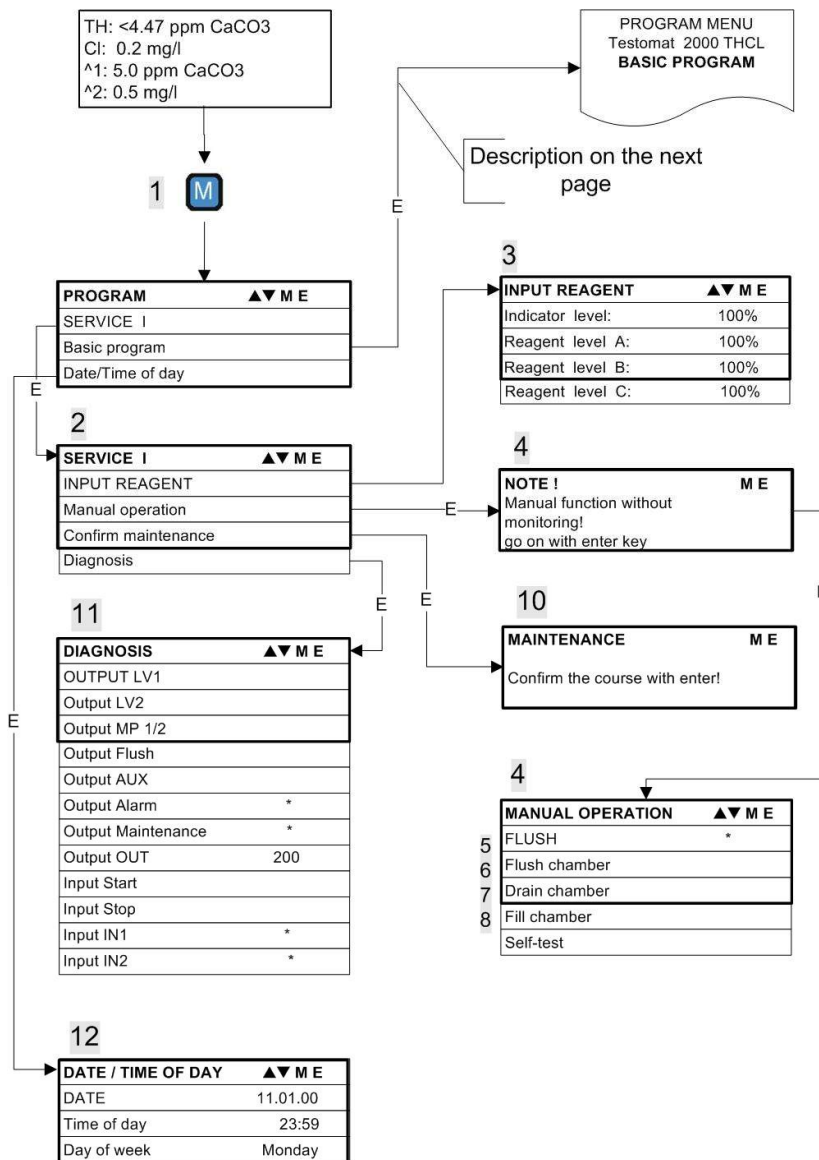 TH: <4.47 ppm CaCO3
Cl: 0.2 mg/l
^1: 5.0 ppm CaCO3
^2: 0.5 mg/l
PROGRAM MENU
Testomat 2000 THCL
BASIC PROGRAM
Description on the next
page
1
M
E
PROGRAM ▲▼ M E
SERVICE I
Basic program
Date/Time of day
E
3
INPUT REAGENT ▲▼ M E
Indicator level: 100%
Reagent level A: 100%
Reagent level B: 100%
Reagent level C: 100%
2
SERVICE I ▲▼ M E
INPUT REAGENT
Manual operation
Confirm maintenance
Diagnosis
E
4
NOTE ! M E
Manual function without
monitoring!
go on with enter key
E
E
10
MAINTENANCE M E
Confirm the course with enter!
11
DIAGNOSIS ▲▼ M E
OUTPUT LV1
Output LV2
Output MP 1/2
Output Flush
Output AUX
Output Alarm *
Output Maintenance *
Output OUT 200
Input Start
Input Stop
Input IN1 *
Input IN2 *
E
4
MANUAL OPERATION ▲▼ M E
5 FLUSH *
6 Flush chamber
7 Drain chamber
8 Fill chamber
Self-test
12
DATE / TIME OF DAY ▲▼ M E
DATE 11.01.00
Time of day 23:59
Day of week Monday